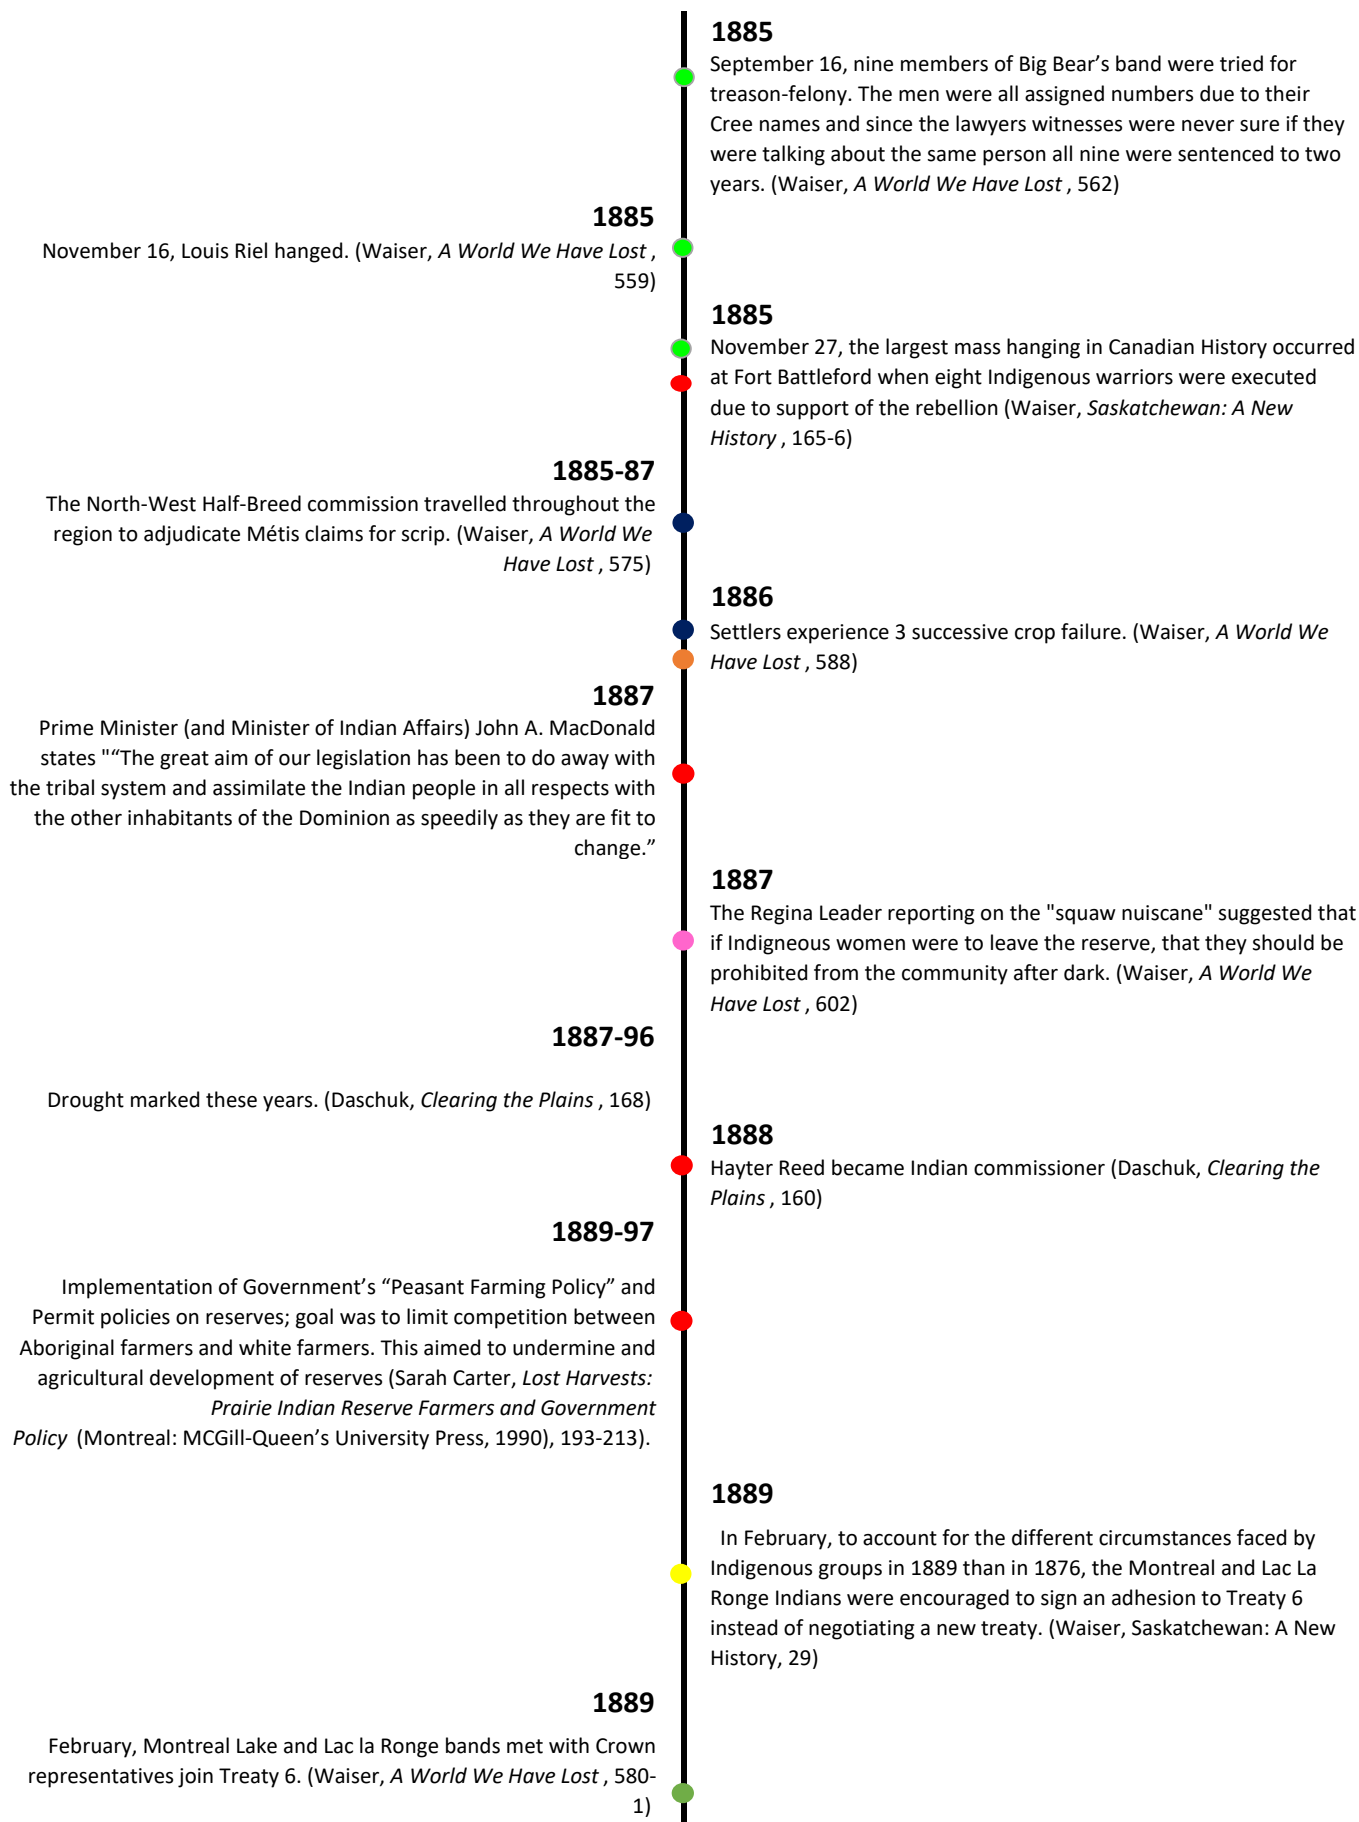 1885
September 16, nine members of Big Bear’s band were tried for
treason-felony. The men were all assigned numbers due to their
Cree names and since the lawyers witnesses were never sure if they
were talking about the same person all nine were sentenced to two
years. (Waiser, A World We Have Lost , 562)
1885
November 16, Louis Riel hanged. (Waiser, A World We Have Lost ,
559)
1885
November 27, the largest mass hanging in Canadian History occurred
at Fort Battleford when eight Indigenous warriors were executed
due to support of the rebellion (Waiser, Saskatchewan: A New
History , 165-6)
1885-87
The North-West Half-Breed commission travelled throughout the
region to adjudicate Métis claims for scrip. (Waiser, A World We
Have Lost , 575)
1886
Settlers experience 3 successive crop failure. (Waiser, A World We
Have Lost , 588)
1887
Prime Minister (and Minister of Indian Affairs) John A. MacDonald
states "“The great aim of our legislation has been to do away with
the tribal system and assimilate the Indian people in all respects with
the other inhabitants of the Dominion as speedily as they are fit to
change.”
1887
The Regina Leader reporting on the "squaw nuiscane" suggested that
if Indigneous women were to leave the reserve, that they should be
prohibited from the community after dark. (Waiser, A World We
Have Lost , 602)
1887-96
Drought marked these years. (Daschuk, Clearing the Plains , 168)
1888
Hayter Reed became Indian commissioner (Daschuk, Clearing the
Plains , 160)
1889-97
Implementation of Government’s “Peasant Farming Policy” and
Permit policies on reserves; goal was to limit competition between
Aboriginal farmers and white farmers. This aimed to undermine and
agricultural development of reserves (Sarah Carter, Lost Harvests:
Prairie Indian Reserve Farmers and Government
Policy (Montreal: MCGill-Queen’s University Press, 1990), 193-213).
1889
In February, to account for the different circumstances faced by
Indigenous groups in 1889 than in 1876, the Montreal and Lac La
Ronge Indians were encouraged to sign an adhesion to Treaty 6
instead of negotiating a new treaty. (Waiser, Saskatchewan: A New
History, 29)
1889
February, Montreal Lake and Lac la Ronge bands met with Crown
representatives join Treaty 6. (Waiser, A World We Have Lost , 580-
1)